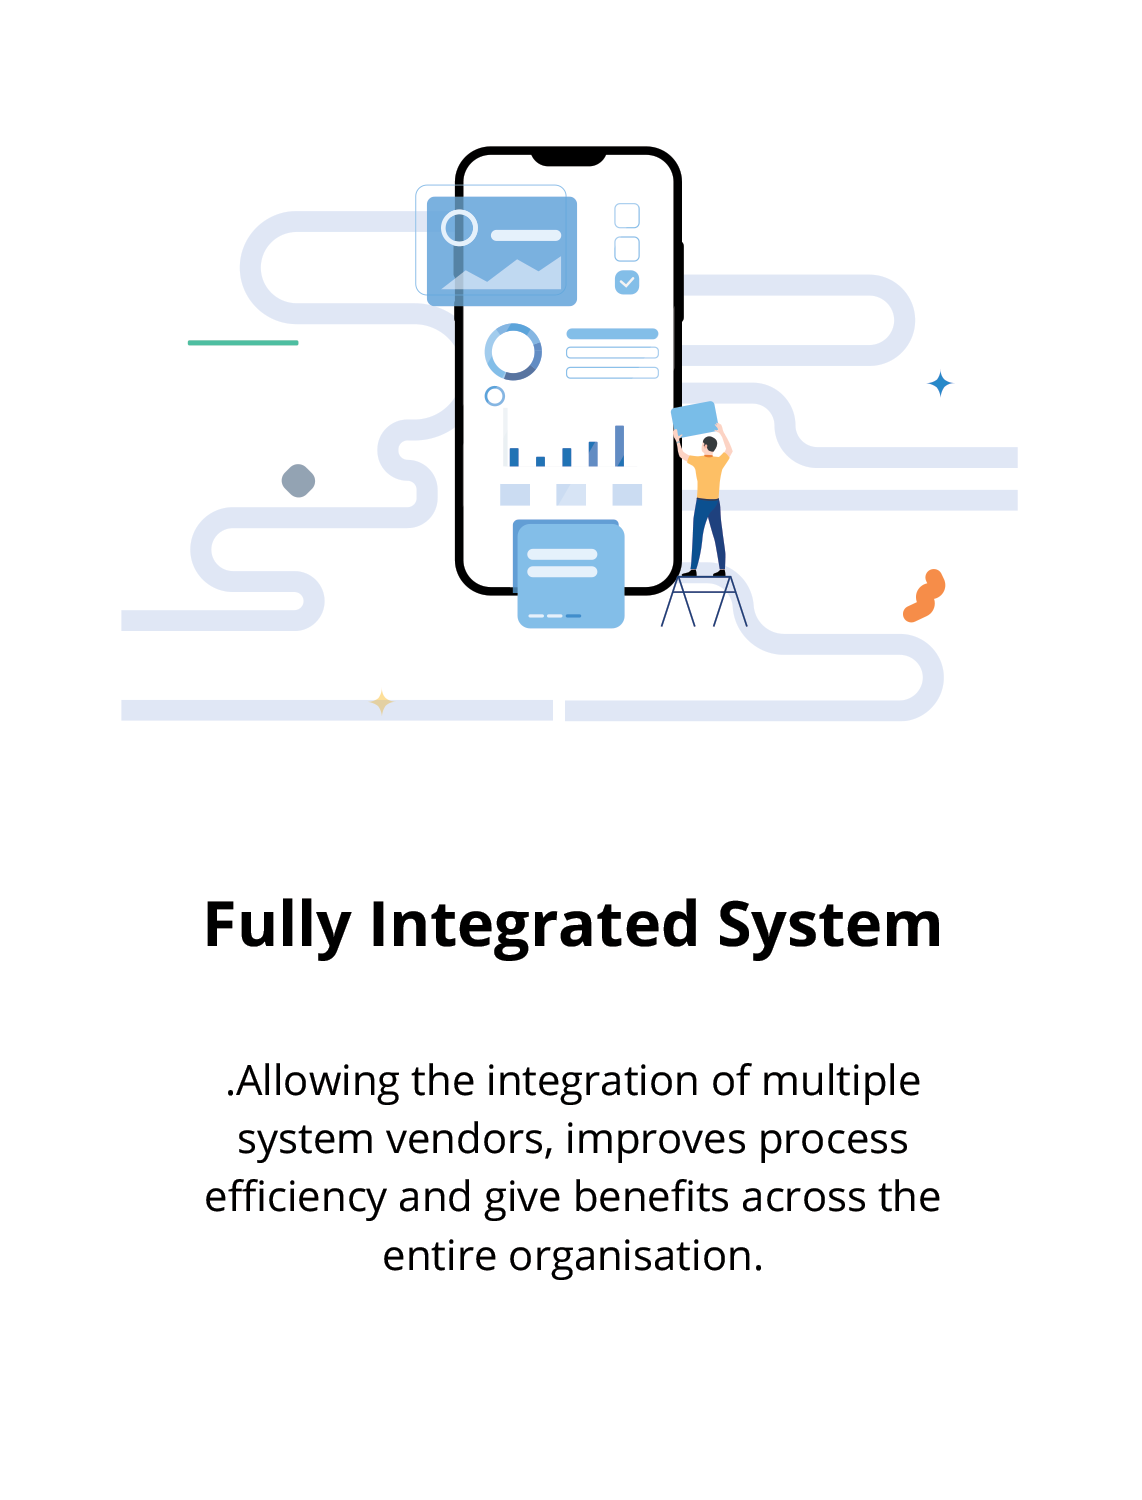 Fully Integrated System
.Allowing the integration of multiple
system vendors, improves process
efficiency and give benefits across the
entire organisation.